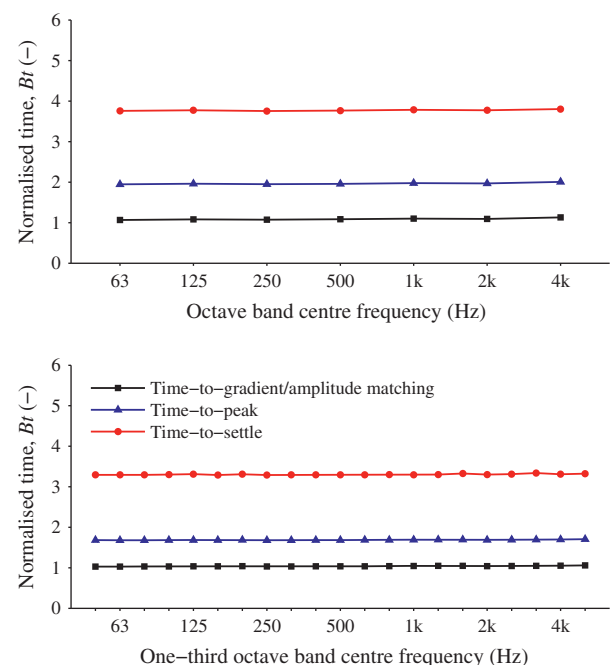 6
5
4
3
2
1
0
Normalised time, Bt (−)
63 125 250 500 1k 2k 4k
Octave band centre frequency (Hz)
6
5
4
3
2
1
0
Normalised time, Bt (−)
Time−to−gradient/amplitude matching
Time−to−peak
Time−to−settle
63 125 250 500 1k 2k 4k
One−third octave band centre frequency (Hz)